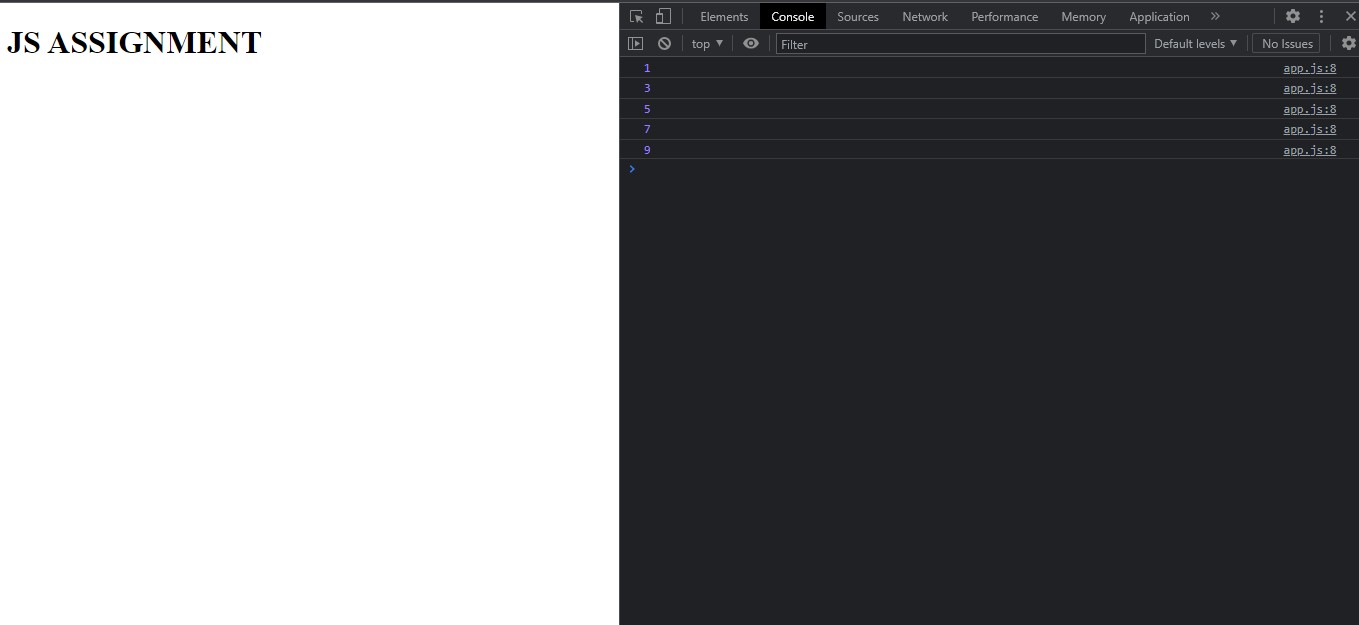 JS ASSIGNMENT
Elements Console Sources Network Performance Memory Application
top Filter Default levels No Issues
1 app.js:8
3 app.js:8
5 app.js:8
7 app.js:8
9 app.js:8